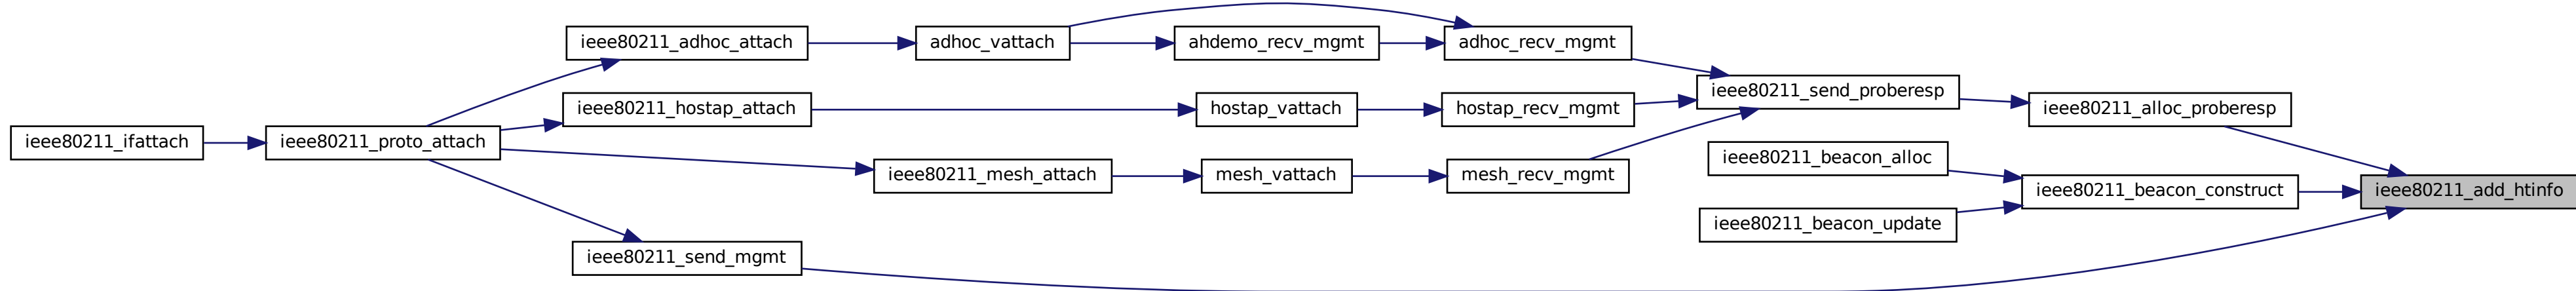 ieee80211_ifattach
ieee80211_proto_attach
ieee80211_adhoc_attach
adhoc_vattach
ahdemo_recv_mgmt
adhoc_recv_mgmt
ieee80211_hostap_attach
hostap_vattach
hostap_recv_mgmt
ieee80211_mesh_attach
mesh_vattach
mesh_recv_mgmt
ieee80211_send_mgmt
ieee80211_send_proberesp
ieee80211_alloc_proberesp
ieee80211_beacon_alloc
ieee80211_beacon_update
ieee80211_beacon_construct
ieee80211_add_htinfo